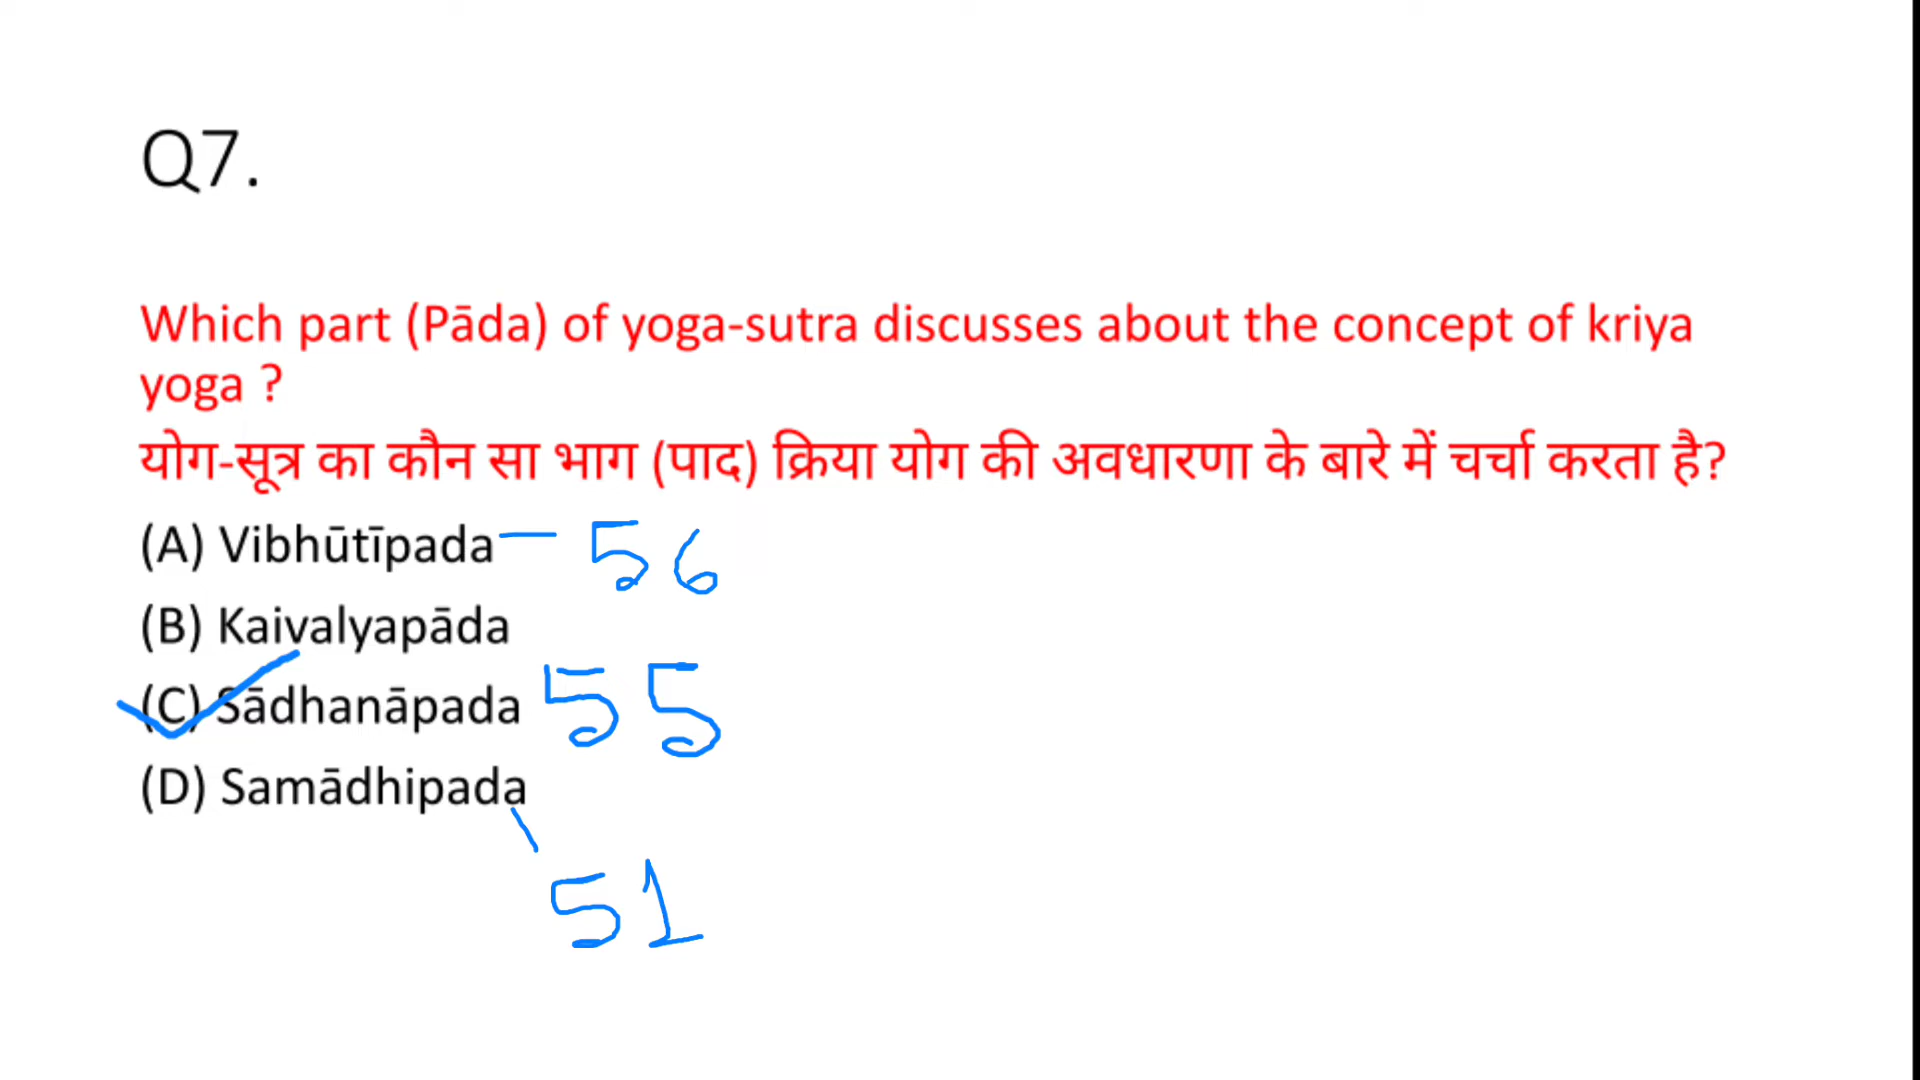 Q7.
Which part (Pāda) of yoga-sutra discusses about the concept of kriya
yoga ?
योग-सूत्र का कौन सा भाग (पाद) क्रिया योग की अवधारणा के बारे में चर्चा करता है?
(A) Vibhūtīpada – 56
(B) Kaivalyapāda
(C) Sādhanāpada 55
(D) Samādhipada
51